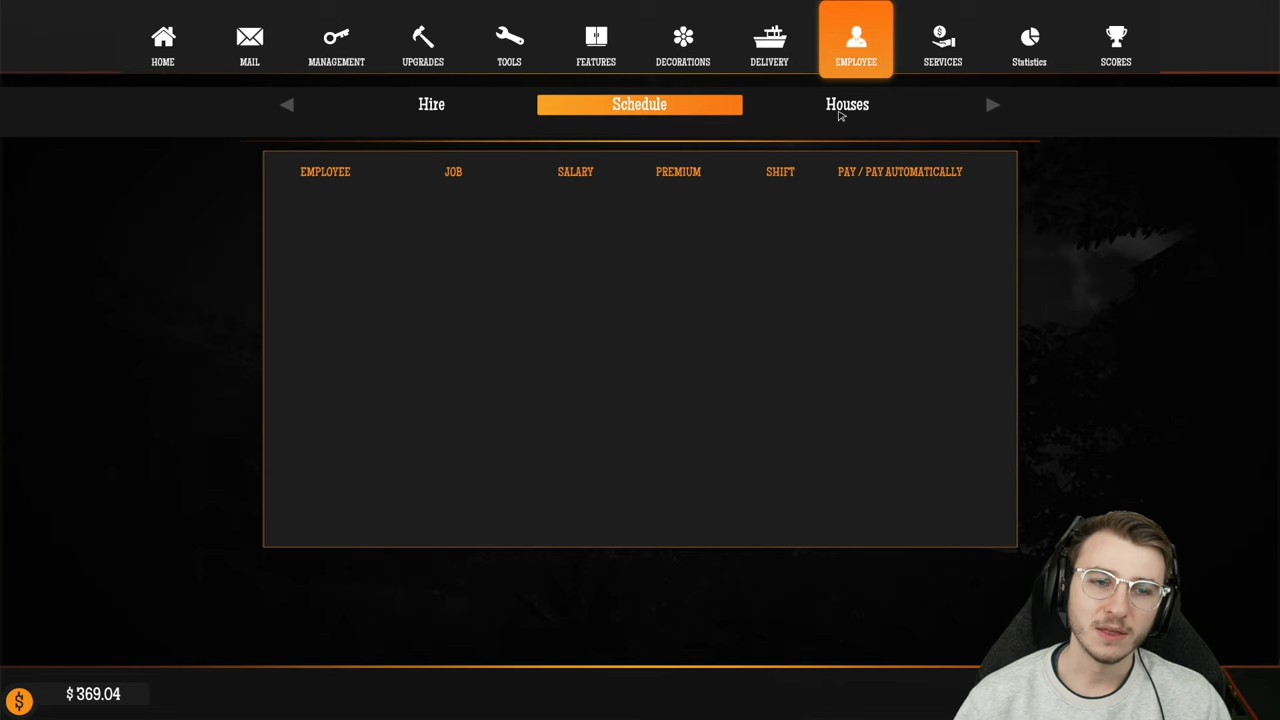 HOME
MAIL
MANAGEMENT
UPGRADES
TOOLS
FEATURES
DECORATIONS
DELIVERY
EMPLOYEE
SERVICES
Statistics
SCORES
Hire
Schedule
Houses
EMPLOYEE
JOB
SALARY
PREMIUM
SHIFT
PAY / PAY AUTOMATICALLY
$ $ 369.04